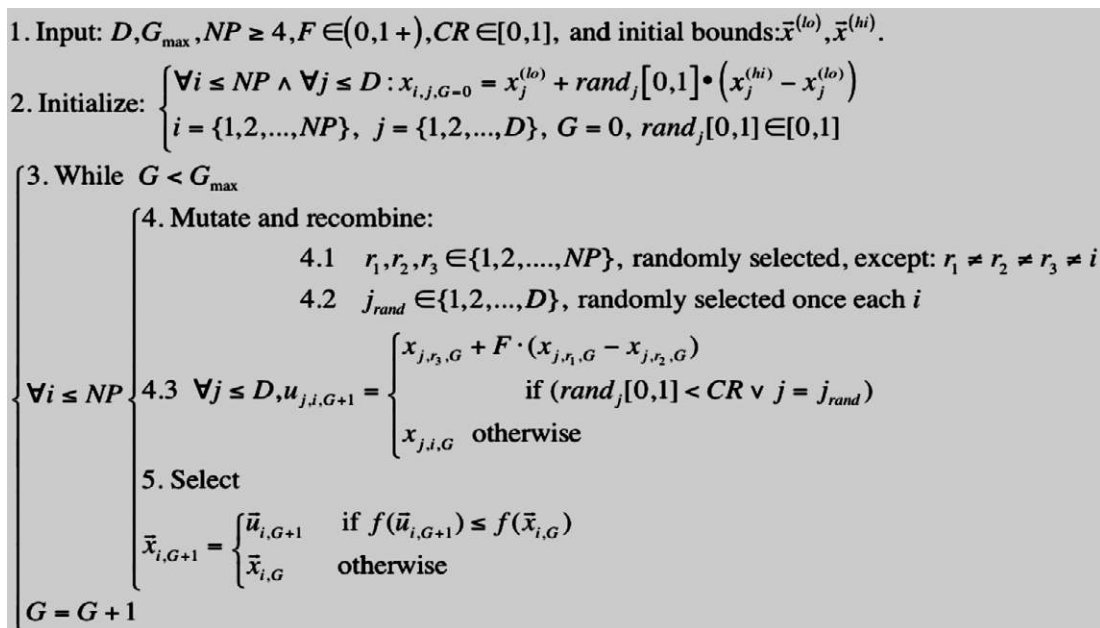 1. Input: D, G_max, NP ≥ 4, F ∈ (0,1+), CR ∈ [0,1], and initial bounds: x⃗^(lo), x⃗^(hi).
2. Initialize: { ∀i ≤ NP ∧ ∀j ≤ D : x_{i,j,G=0} = x_j^(lo) + rand_j[0,1] • (x_j^(hi) − x_j^(lo))
i = {1,2,...,NP}, j = {1,2,...,D}, G = 0, rand_j[0,1] ∈ [0,1]
3. While G < G_max
4. Mutate and recombine:
4.1 r_1, r_2, r_3 ∈ {1,2,....,NP}, randomly selected, except: r_1 ≠ r_2 ≠ r_3 ≠ i
4.2 j_rand ∈ {1,2,...,D}, randomly selected once each i
∀i ≤ NP { 4.3 ∀j ≤ D, u_{j,i,G+1} = { x_{j,r_3,G} + F · (x_{j,r_1,G} − x_{j,r_2,G})
if (rand_j[0,1] < CR ∨ j = j_rand)
x_{j,i,G} otherwise
5. Select
x⃗_{i,G+1} = { u⃗_{i,G+1} if f(u⃗_{i,G+1}) ≤ f(x⃗_{i,G})
x⃗_{i,G} otherwise
G = G + 1